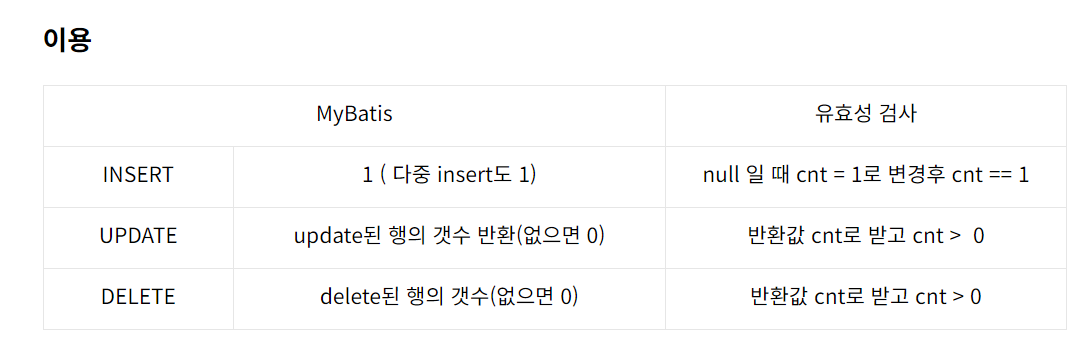 이용
MyBatis 유효성 검사
INSERT 1 ( 다중 insert도 1) null 일 때 cnt = 1로 변경후 cnt == 1
UPDATE update된 행의 갯수 반환(없으면 0) 반환값 cnt로 받고 cnt > 0
DELETE delete된 행의 갯수(없으면 0) 반환값 cnt로 받고 cnt > 0